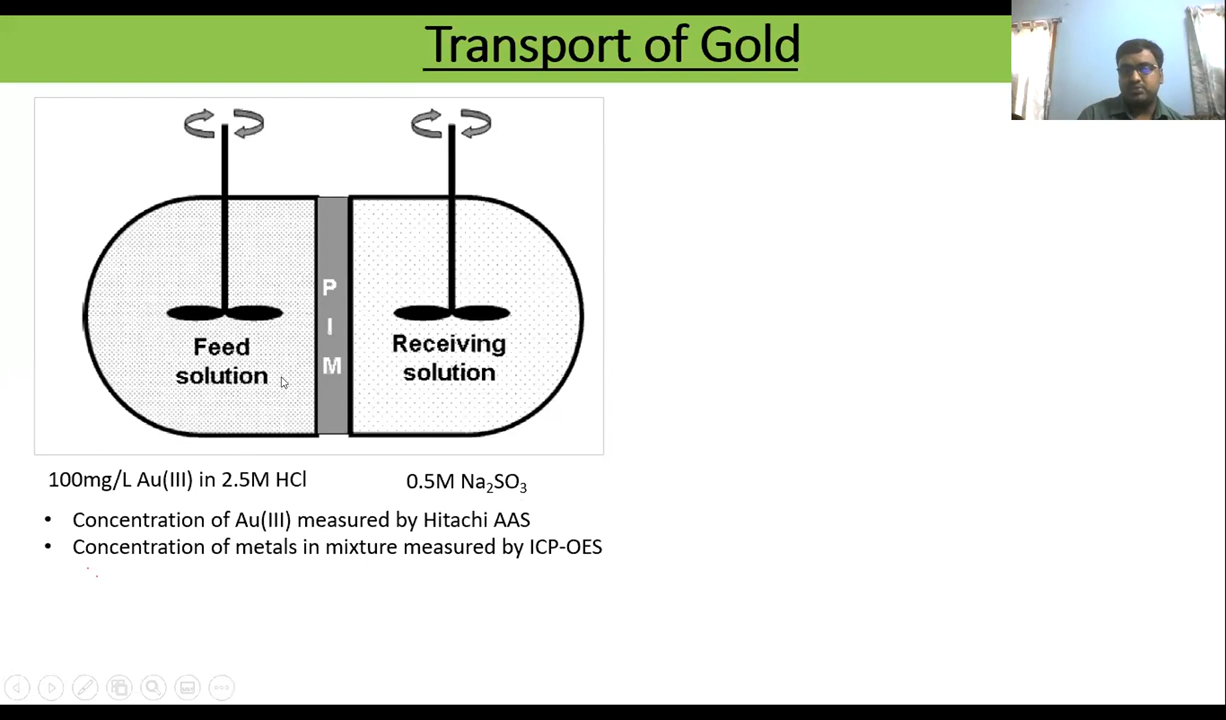 Transport of Gold
P
I
M
Feed
solution
Receiving
solution
100mg/L Au(III) in 2.5M HCl
0.5M Na₂SO₃
• Concentration of Au(III) measured by Hitachi AAS
• Concentration of metals in mixture measured by ICP-OES